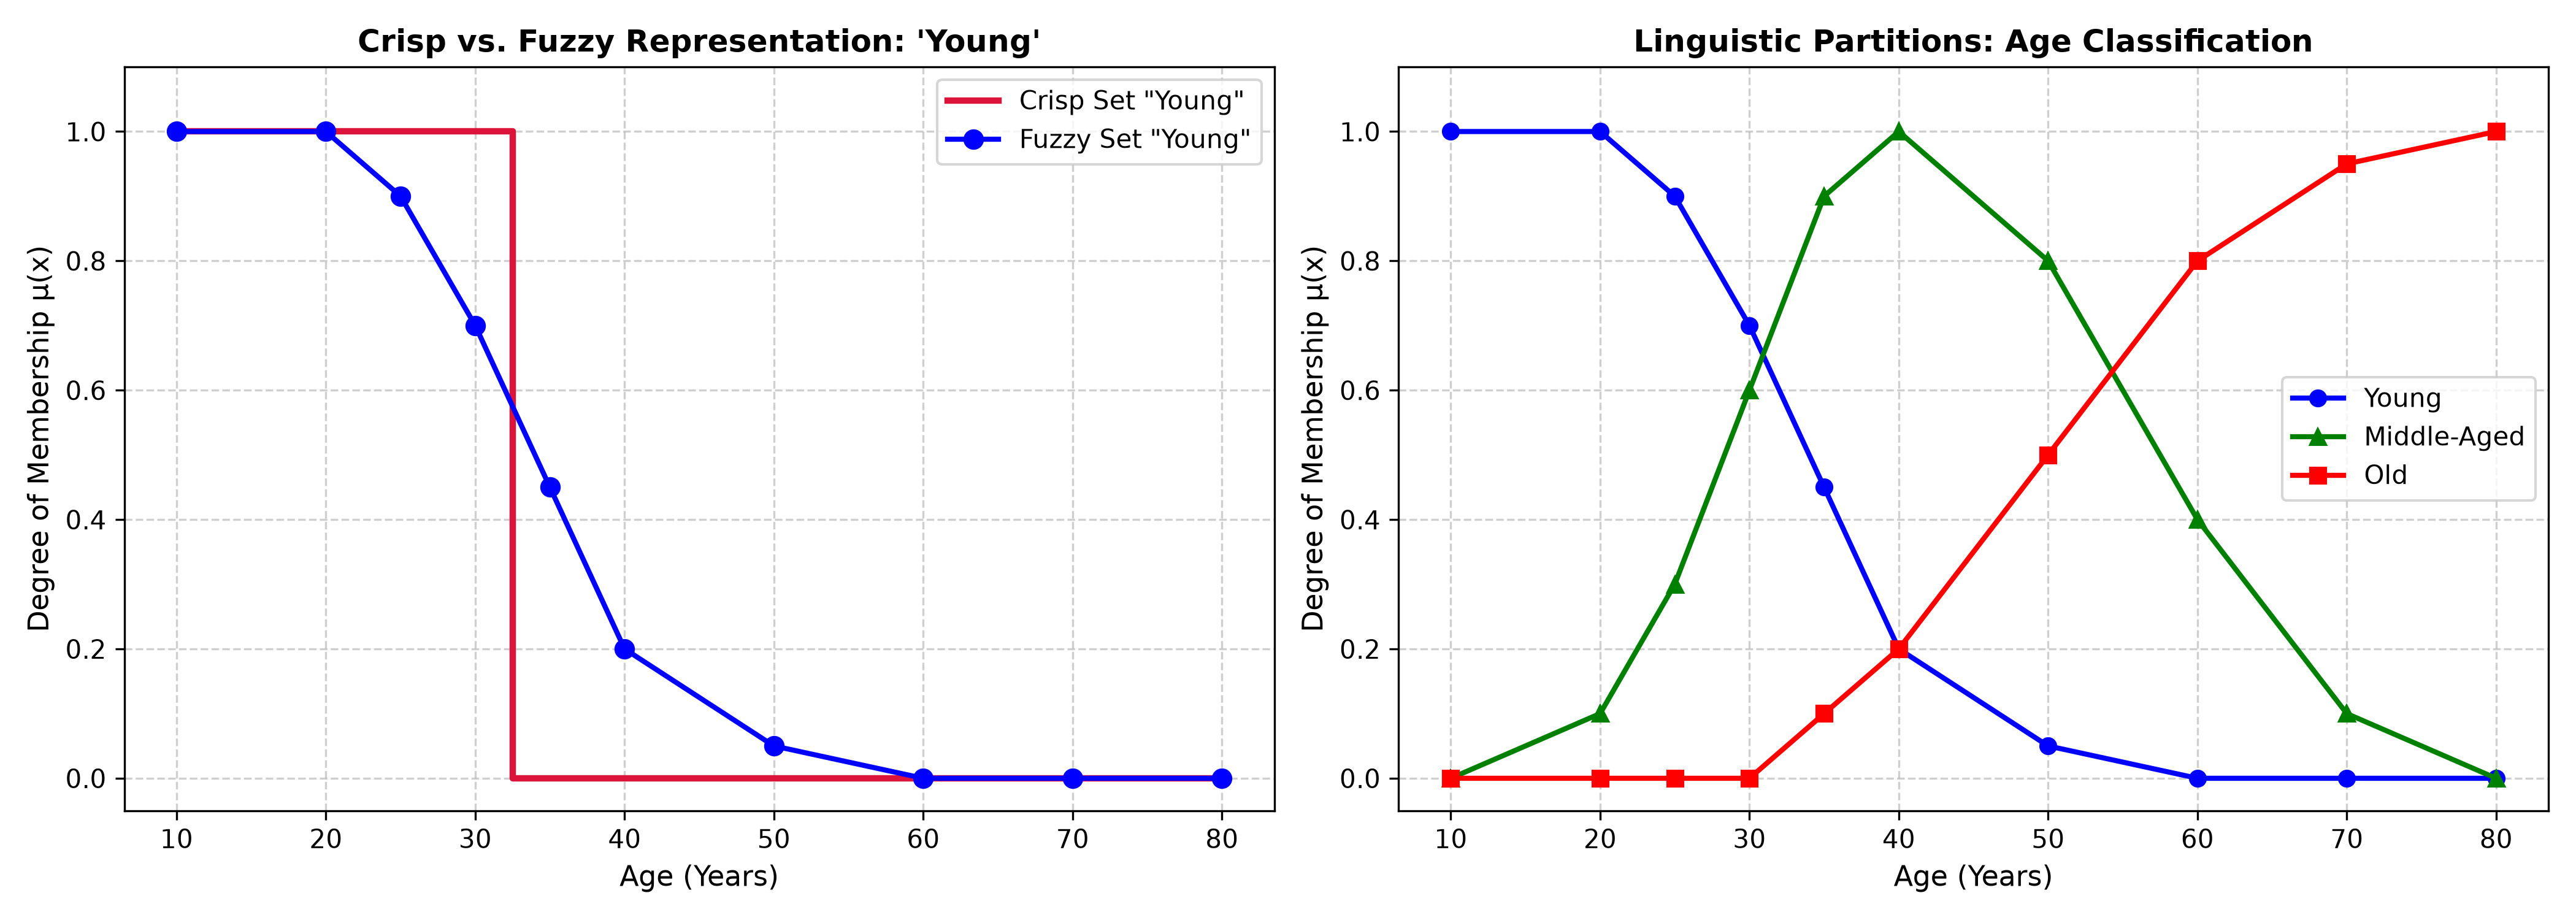 Crisp vs. Fuzzy Representation: 'Young'
Crisp Set "Young"
Fuzzy Set "Young"
Degree of Membership μ(x)
1.0
0.8
0.6
0.4
0.2
0.0
10 20 30 40 50 60 70 80
Age (Years)
Linguistic Partitions: Age Classification
Young
Middle-Aged
Old
Degree of Membership μ(x)
1.0
0.8
0.6
0.4
0.2
0.0
10 20 30 40 50 60 70 80
Age (Years)